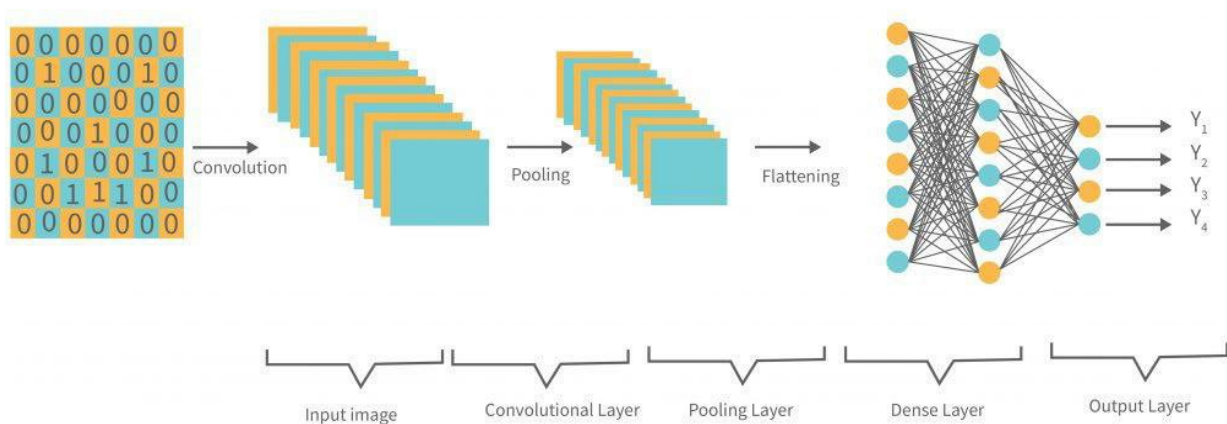 0 0 0 0 0 0 0
0 1 0 0 0 1 0
0 0 0 0 0 0 0
0 0 0 1 0 0 0
0 1 0 0 0 1 0
0 0 1 1 1 0 0
0 0 0 0 0 0 0
Convolution
Pooling
Flattening
Y1
Y2
Y3
Y4
Input image
Convolutional Layer
Pooling Layer
Dense Layer
Output Layer